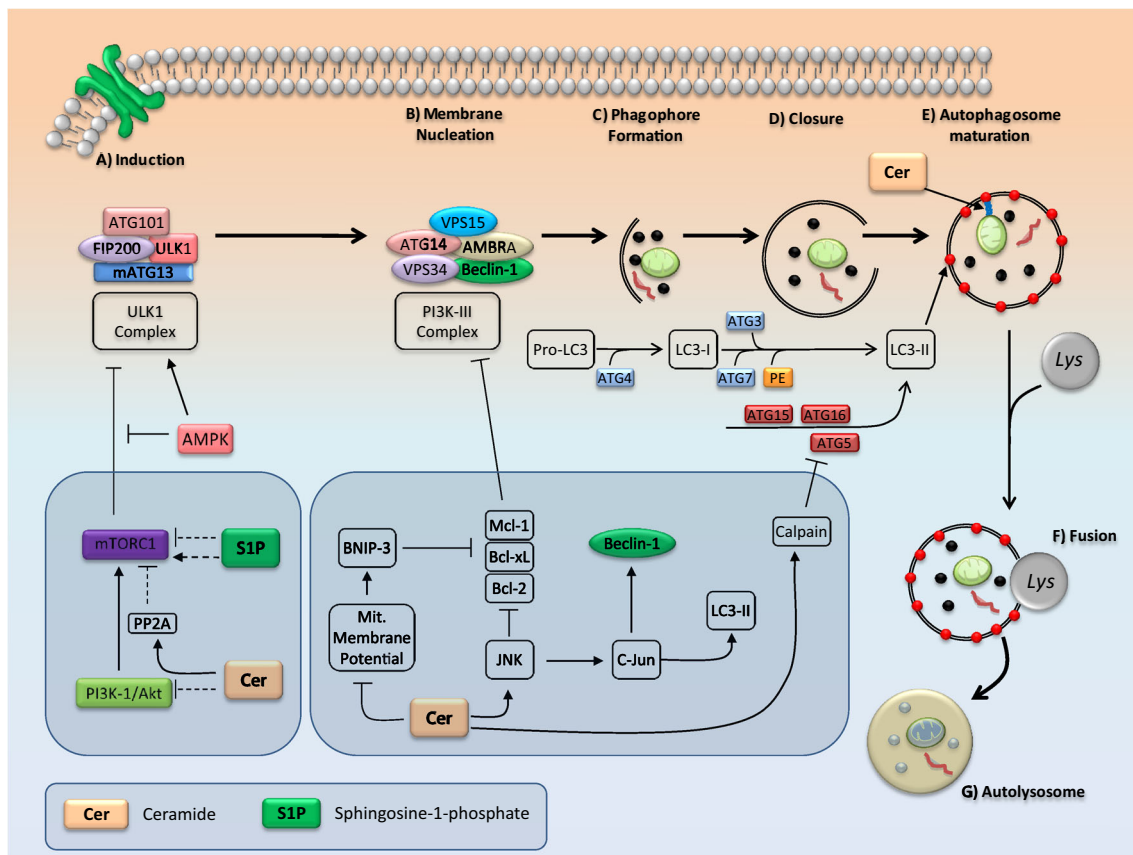 A) Induction
B) Membrane
Nucleation
C) Phagophore
Formation
D) Closure
E) Autophagosome
maturation
Cer
ATG101
FIP200
ULK1
mATG13
ULK1
Complex
VPS15
ATG14
AMBRA
VPS34
Beclin-1
PI3K-III
Complex
Pro-LC3
ATG4
LC3-I
ATG3
ATG7
PE
LC3-II
ATG15
ATG16
ATG5
Lys
AMPK
mTORC1
S1P
PP2A
PI3K-1/Akt
Cer
BNIP-3
Mit.
Membrane
Potential
Mcl-1
Bcl-xL
Bcl-2
JNK
Cer
Beclin-1
C-Jun
LC3-II
Calpain
F) Fusion
Lys
G) Autolysosome
Cer
Ceramide
S1P
Sphingosine-1-phosphate